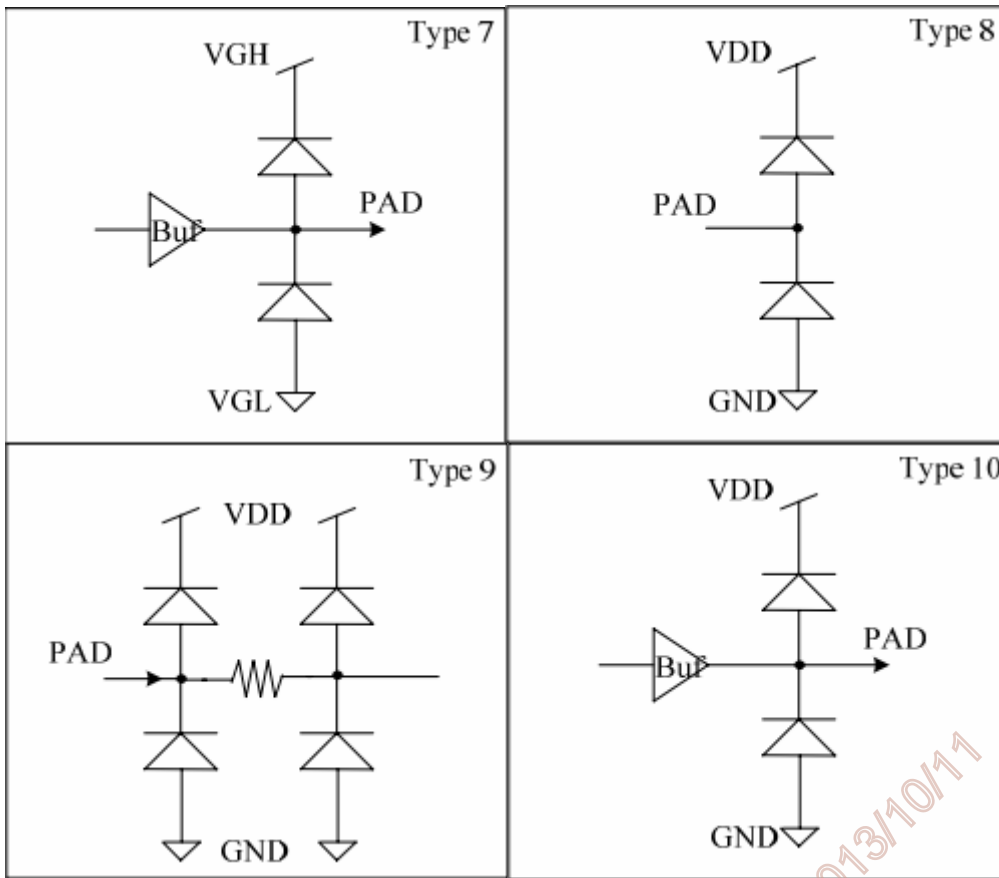 Type 7
VGH
Buf
PAD
VGL
Type 8
VDD
PAD
GND
Type 9
VDD
PAD
GND
Type 10
VDD
Buf
PAD
GND
013/10/11